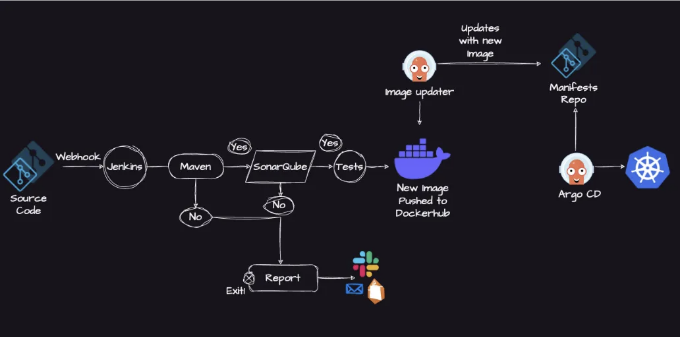 Updates
with new
Image
Image updater
Manifests
Repo
Webhook
Jenkins
Maven
Yes
SonarQube
Yes
Tests
Source
Code
No
No
New Image
Pushed to
Dockerhub
Argo CD
Report
Exit!